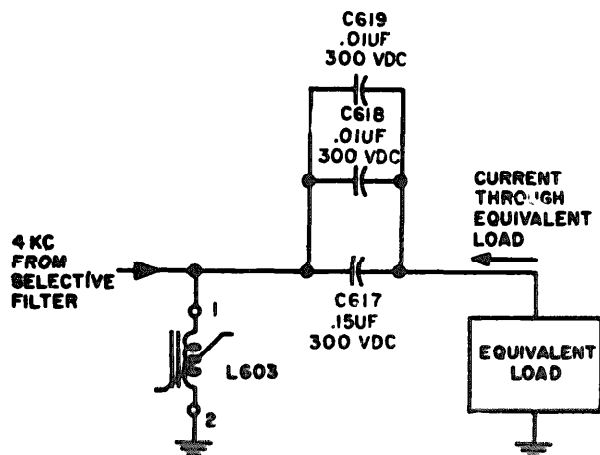 C619
.01UF
300 VDC
C618
.01UF
300 VDC
CURRENT
THROUGH
EQUIVALENT
LOAD
4 KC
FROM
SELECTIVE
FILTER
C617
.15UF
300 VDC
1
L603
2
EQUIVALENT
LOAD